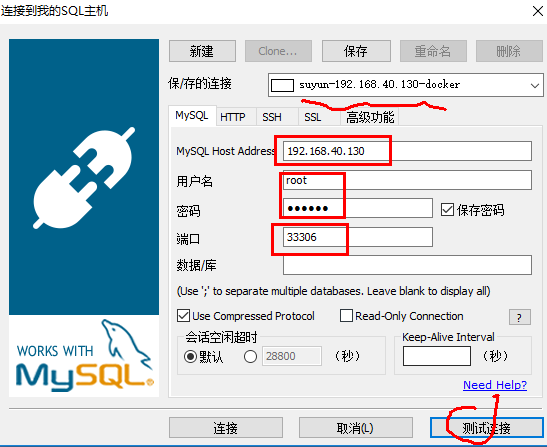 连接到我的SQL主机
新建 Clone... 保存 重命名 删除
保/存的连接 suyun-192.168.40.130-docker
MySQL HTTP SSH SSL 高级功能
MySQL Host Address 192.168.40.130
用户名 root
密码 ●●●●●● 保存密码
端口 33306
数据/库
(Use ';' to separate multiple databases. Leave blank to display all)
Use Compressed Protocol Read-Only Connection ?
会话空闲超时 Keep-Alive Interval
默认 28800 (秒) (秒)
Need Help?
WORKS WITH
MySQL®
连接 取消(L) 测试连接